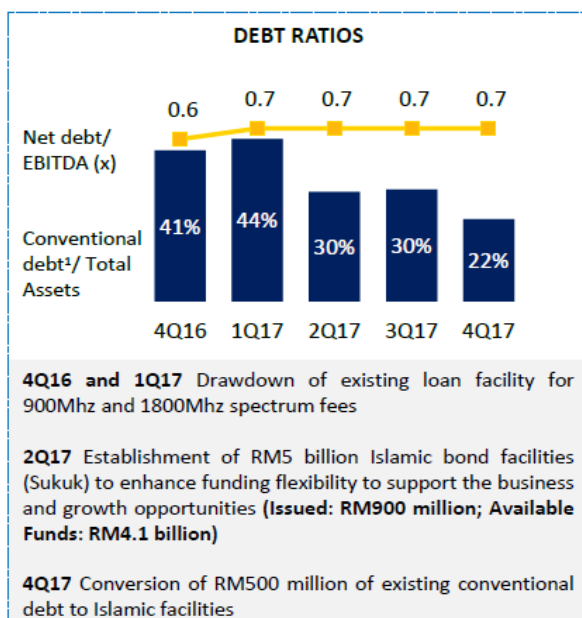 DEBT RATIOS
0.6 0.7 0.7 0.7 0.7
Net debt/
EBITDA (x)
41% 44% 30% 30% 22%
Conventional
debt¹/ Total
Assets
4Q16 1Q17 2Q17 3Q17 4Q17
4Q16 and 1Q17 Drawdown of existing loan facility for
900Mhz and 1800Mhz spectrum fees
2Q17 Establishment of RM5 billion Islamic bond facilities
(Sukuk) to enhance funding flexibility to support the business
and growth opportunities (Issued: RM900 million; Available
Funds: RM4.1 billion)
4Q17 Conversion of RM500 million of existing conventional
debt to Islamic facilities